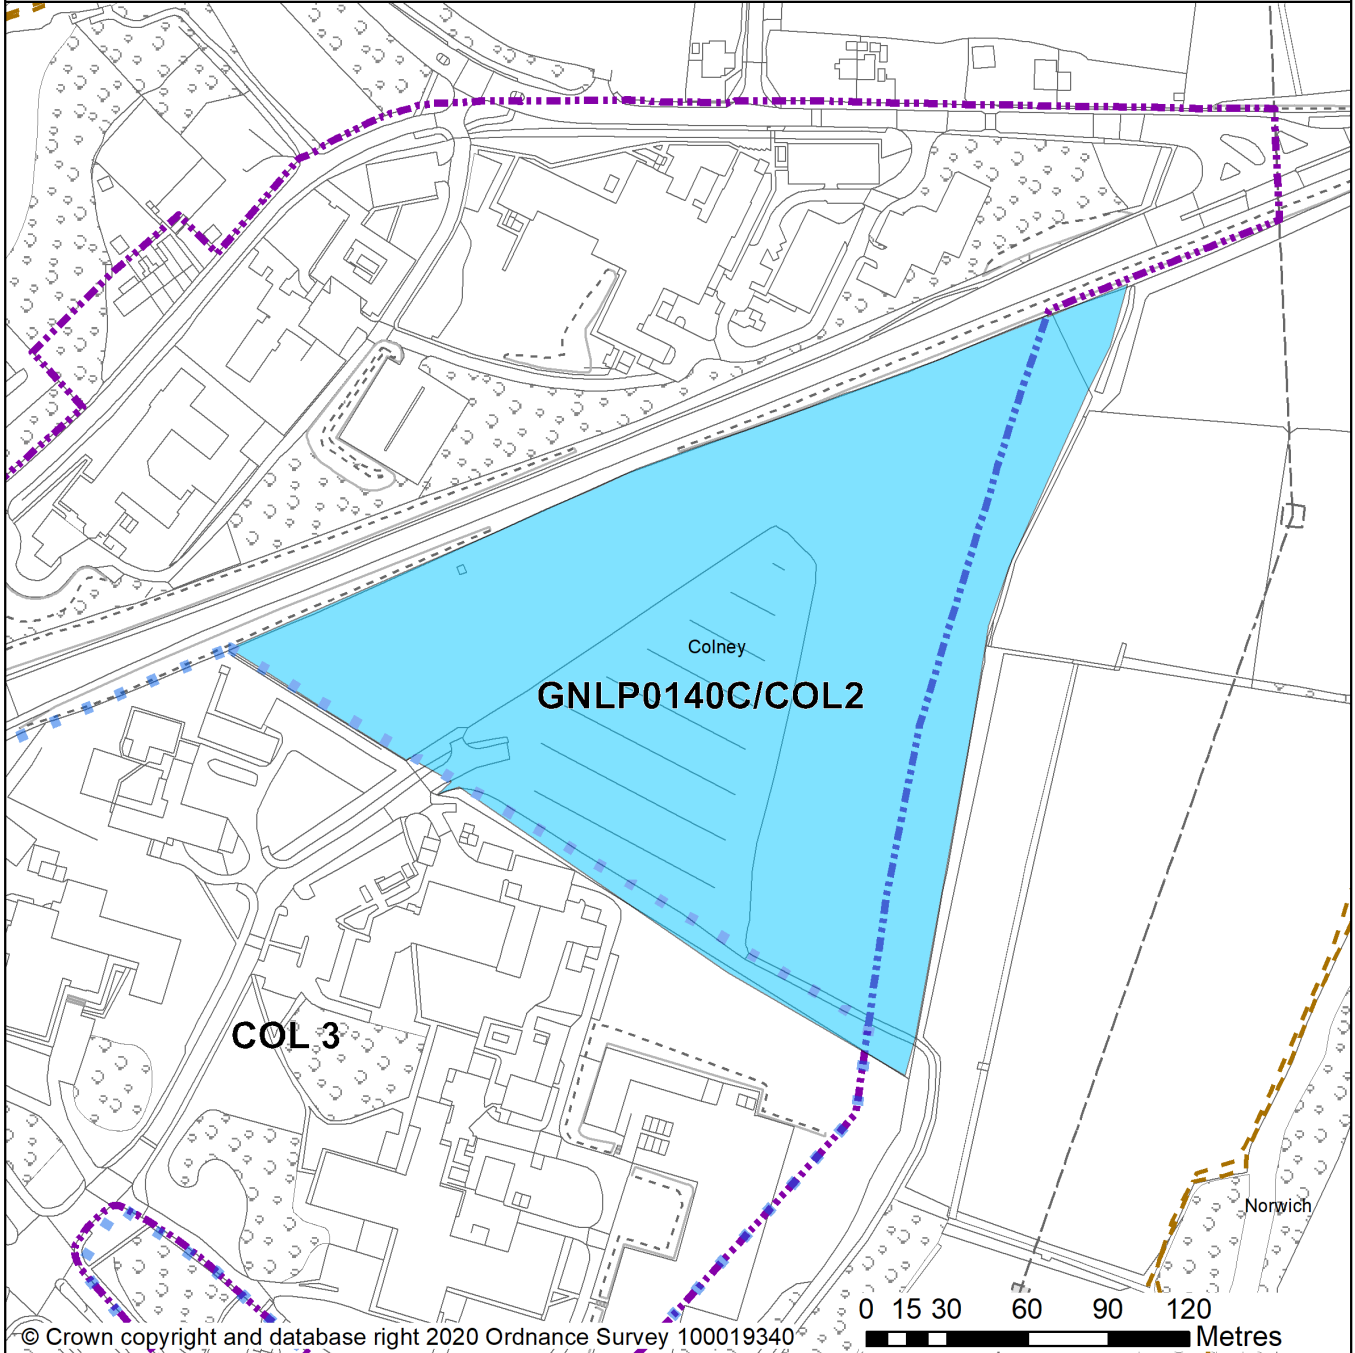 Colney
GNLP0140C/COL2
COL 3
Norwich
0 15 30 60 90 120
Metres
© Crown copyright and database right 2020 Ordnance Survey 100019340